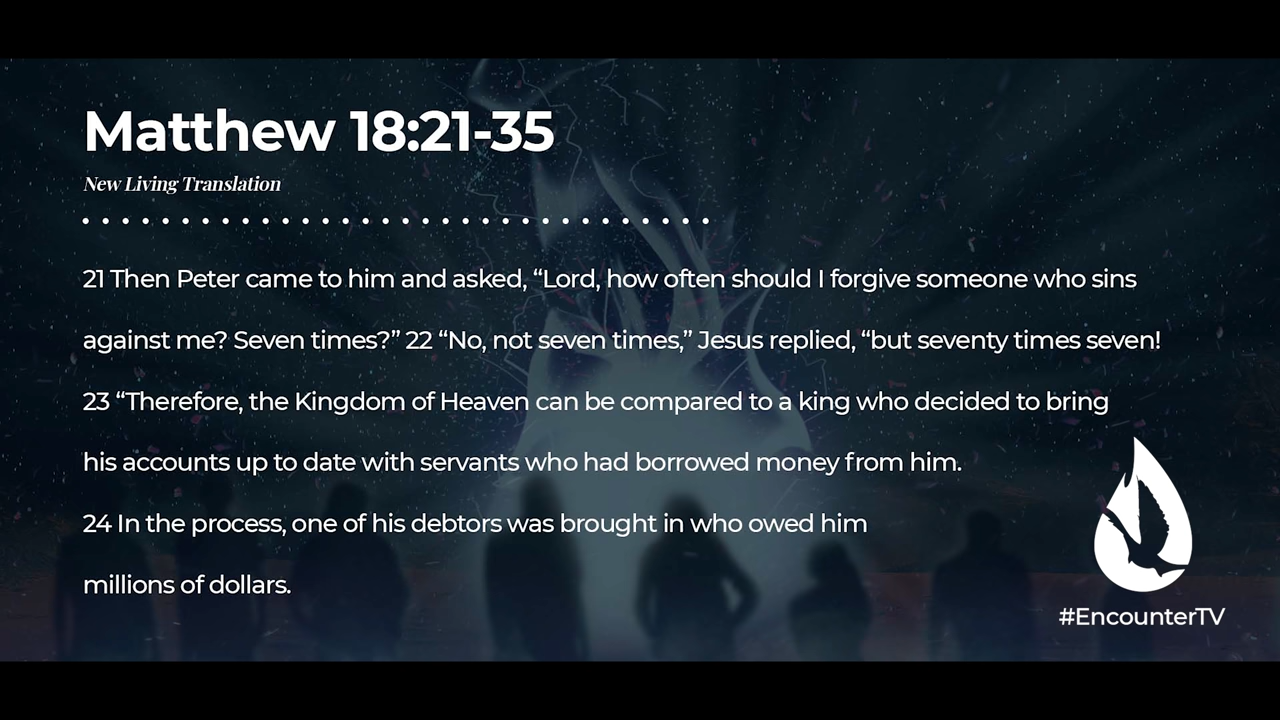 Matthew 18:21-35
New Living Translation
21 Then Peter came to him and asked, “Lord, how often should I forgive someone who sins
against me? Seven times?” 22 “No, not seven times,” Jesus replied, “but seventy times seven!
23 “Therefore, the Kingdom of Heaven can be compared to a king who decided to bring
his accounts up to date with servants who had borrowed money from him.
24 In the process, one of his debtors was brought in who owed him
millions of dollars.
#EncounterTV